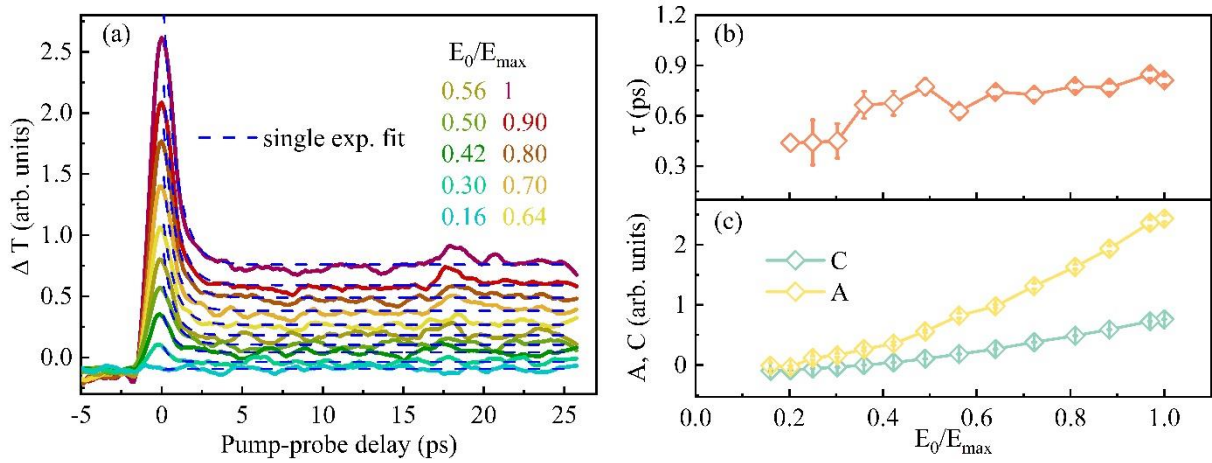 (a)
2.5
2.0
1.5
1.0
0.5
0.0
Δ T (arb. units)
E₀/Eₘₐₓ
0.56 1
0.50 0.90
0.42 0.80
0.30 0.70
0.16 0.64
single exp. fit
-5 0 5 10 15 20 25
Pump-probe delay (ps)
(b)
1.2
0.9
0.6
0.3
τ (ps)
(c)
2
1
0
A, C (arb. units)
C
A
0.0 0.2 0.4 0.6 0.8 1.0
E₀/Eₘₐₓ